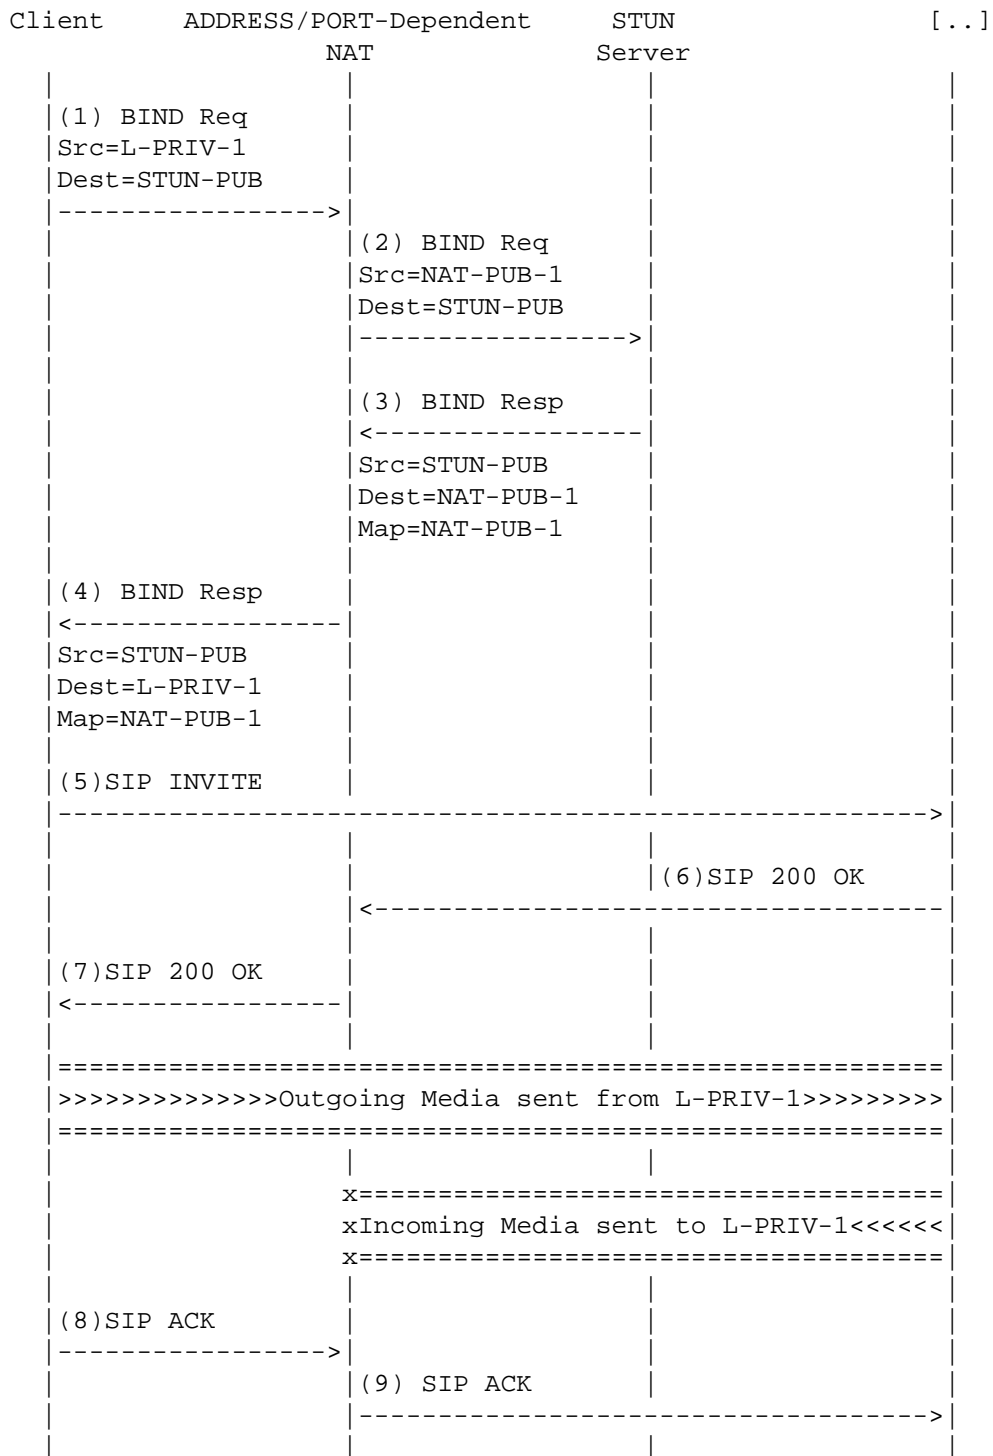 Client ADDRESS/PORT-Dependent STUN [..]
NAT Server
(1) BIND Req
Src=L-PRIV-1
Dest=STUN-PUB
(2) BIND Req
Src=NAT-PUB-1
Dest=STUN-PUB
(3) BIND Resp
Src=STUN-PUB
Dest=NAT-PUB-1
Map=NAT-PUB-1
(4) BIND Resp
Src=STUN-PUB
Dest=L-PRIV-1
Map=NAT-PUB-1
(5)SIP INVITE
(6)SIP 200 OK
(7)SIP 200 OK
>>>>>>>>>>>>>>Outgoing Media sent from L-PRIV-1>>>>>>>>>
xIncoming Media sent to L-PRIV-1<<<<<<
(8)SIP ACK
(9) SIP ACK